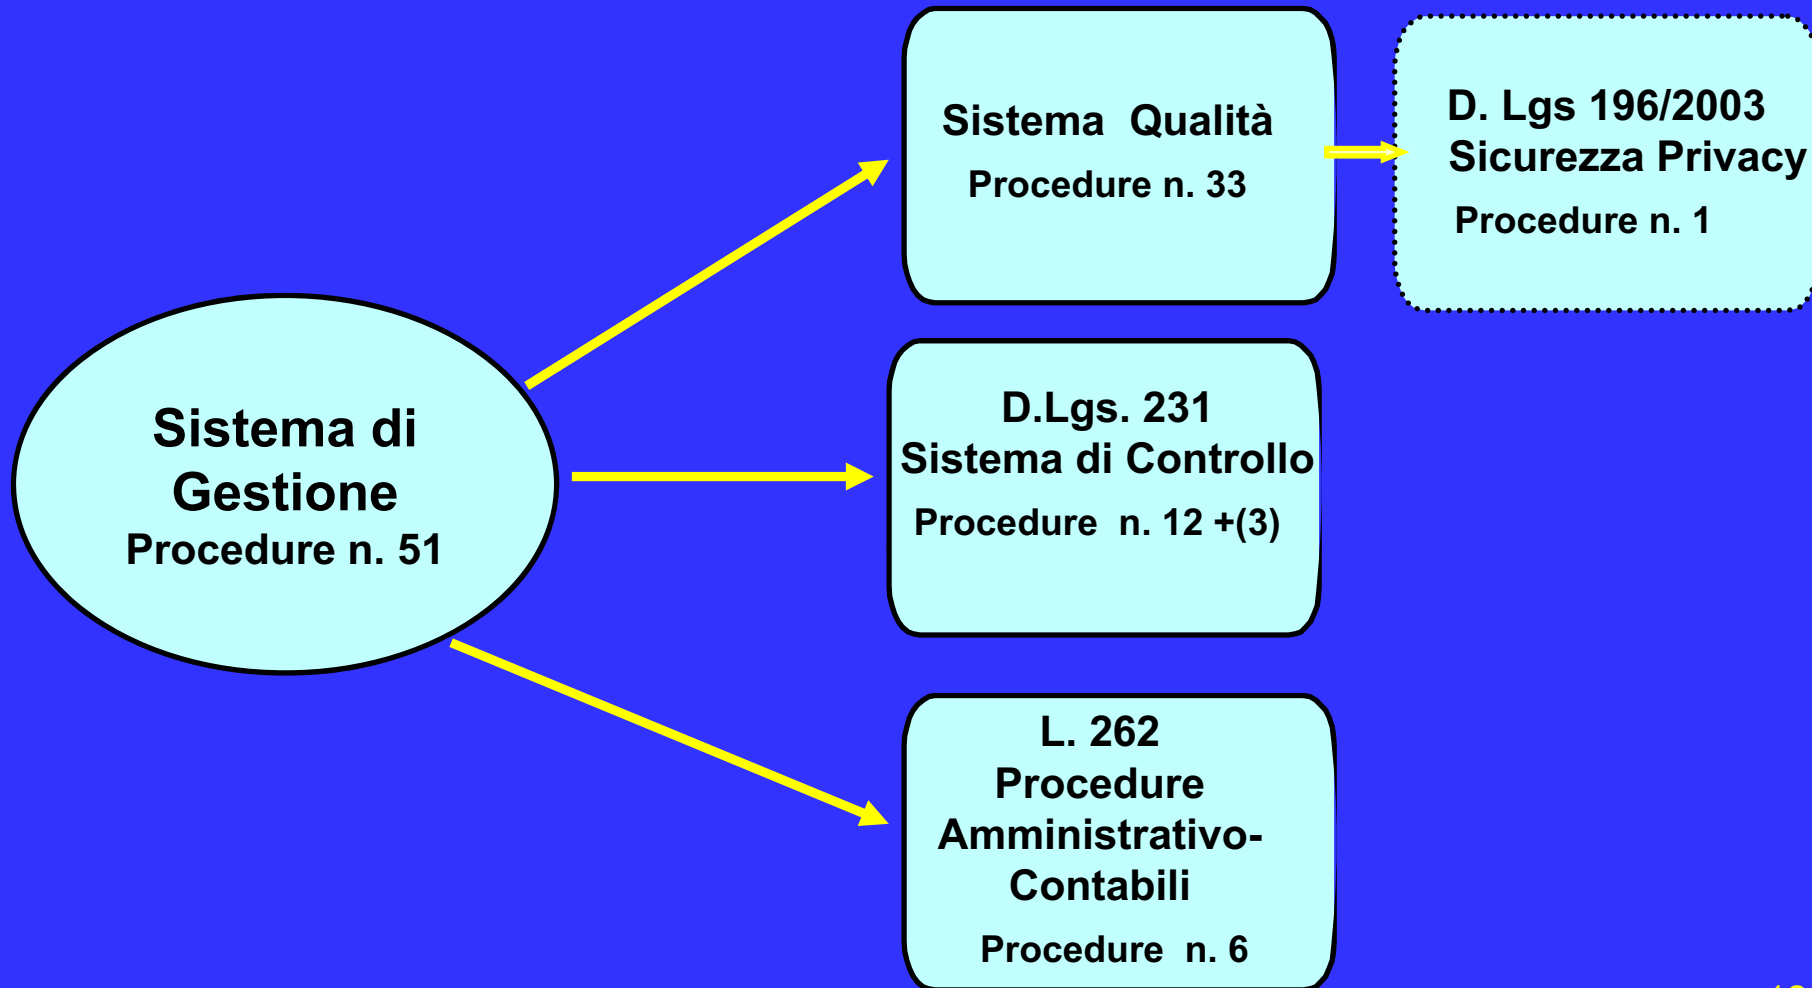 Sistema Qualità
Procedure n. 33
D. Lgs 196/2003
Sicurezza Privacy
Procedure n. 1
Sistema di
Gestione
Procedure n. 51
D.Lgs. 231
Sistema di Controllo
Procedure n. 12 +(3)
L. 262
Procedure
Amministrativo-
Contabili
Procedure n. 6